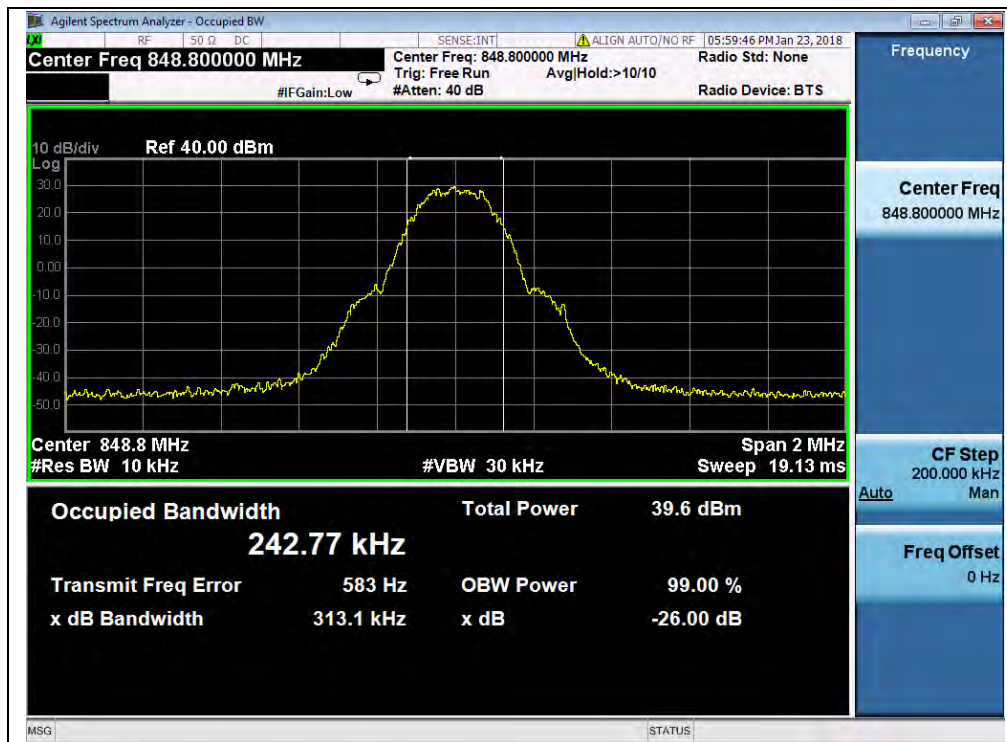 Agilent Spectrum Analyzer - Occupied BW
LXI RF 50 Ω DC SENSE:INT ALIGN AUTO/NO RF 05:59:46 PM Jan 23, 2018
Center Freq 848.800000 MHz
Center Freq: 848.800000 MHz
Radio Std: None
Trig: Free Run Avg|Hold:>10/10
#IFGain:Low #Atten: 40 dB Radio Device: BTS
10 dB/div Ref 40.00 dBm
Log
30.0
20.0
10.0
0.00
-10.0
-20.0
-30.0
-40.0
-50.0
Center 848.8 MHz Span 2 MHz
#Res BW 10 kHz #VBW 30 kHz Sweep 19.13 ms
Occupied Bandwidth Total Power 39.6 dBm
242.77 kHz
Transmit Freq Error 583 Hz OBW Power 99.00 %
x dB Bandwidth 313.1 kHz x dB -26.00 dB
MSG STATUS
Frequency
Center Freq
848.800000 MHz
CF Step
200.000 kHz
Auto Man
Freq Offset
0 Hz